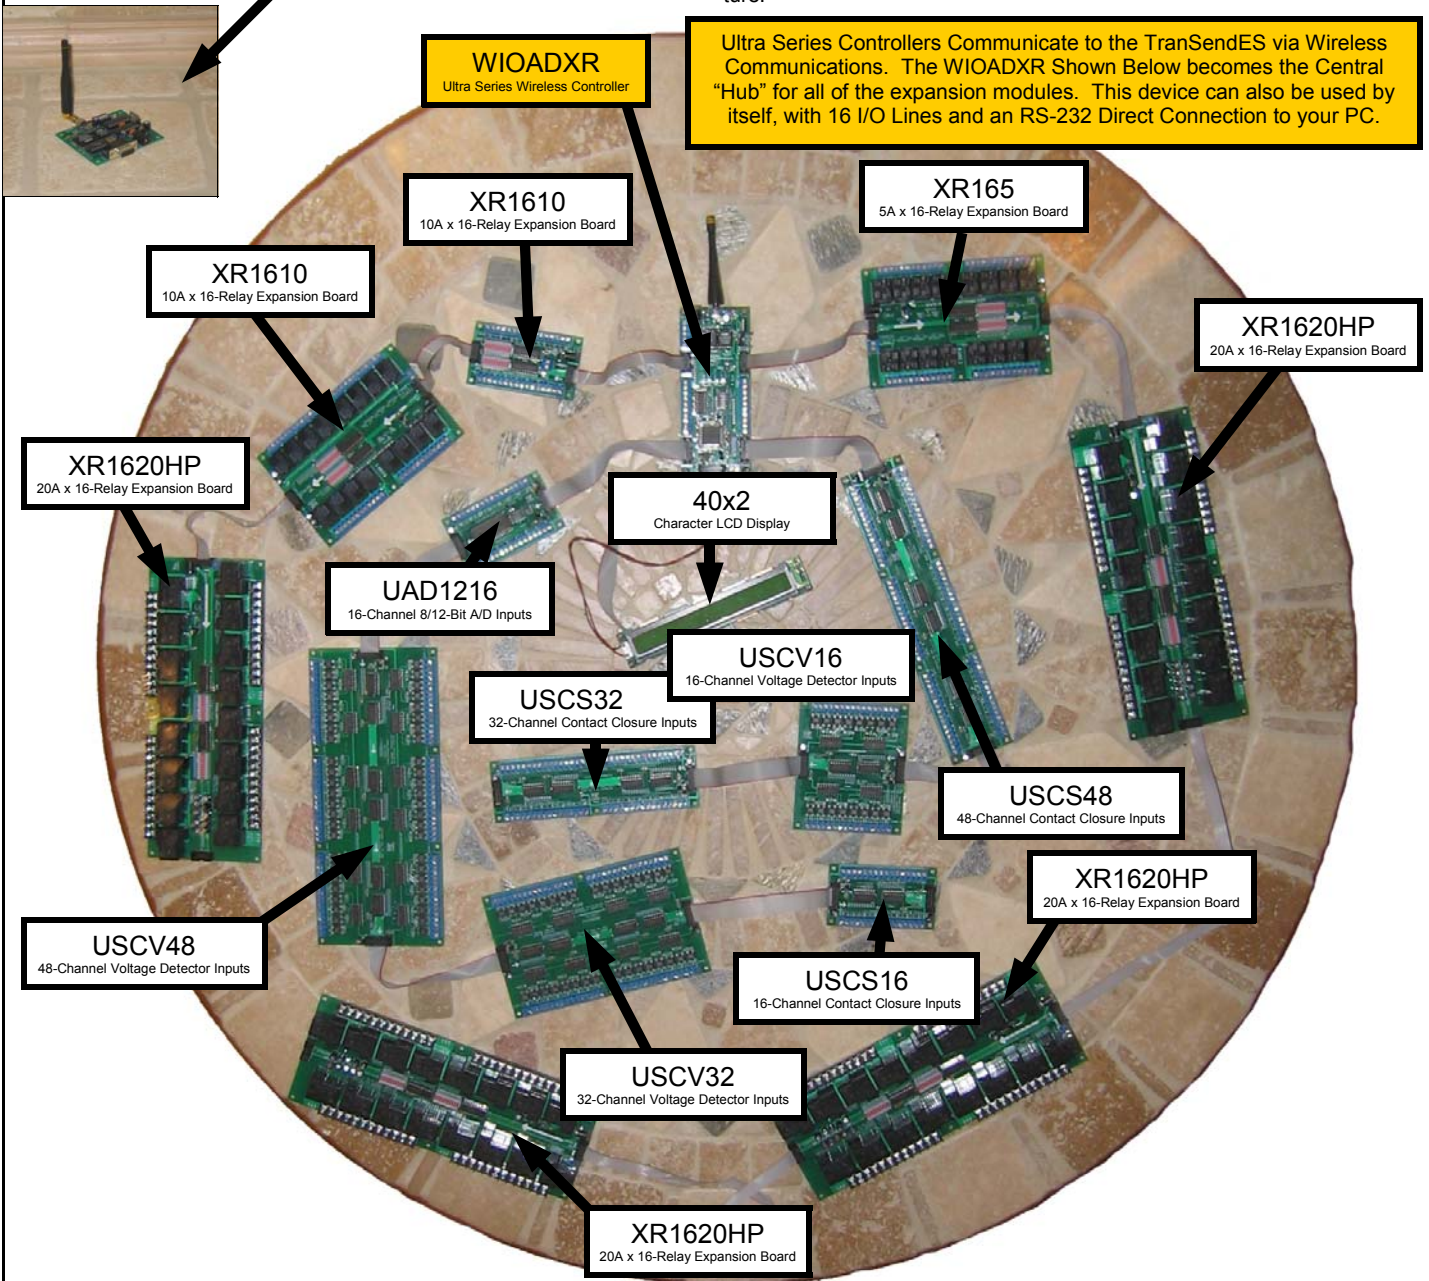 ture.
Ultra Series Controllers Communicate to the TranSendES via Wireless
Communications.  The WIOADXR Shown Below becomes the Central
"Hub" for all of the expansion modules.  This device can also be used by
itself, with 16 I/O Lines and an RS-232 Direct Connection to your PC.
WIOADXR
Ultra Series Wireless Controller
XR1610
10A x 16-Relay Expansion Board
XR165
5A x 16-Relay Expansion Board
XR1610
10A x 16-Relay Expansion Board
XR1620HP
20A x 16-Relay Expansion Board
XR1620HP
20A x 16-Relay Expansion Board
40x2
Character LCD Display
UAD1216
16-Channel 8/12-Bit A/D Inputs
USCV16
16-Channel Voltage Detector Inputs
USCS32
32-Channel Contact Closure Inputs
USCS48
48-Channel Contact Closure Inputs
XR1620HP
20A x 16-Relay Expansion Board
USCV48
48-Channel Voltage Detector Inputs
USCS16
16-Channel Contact Closure Inputs
USCV32
32-Channel Voltage Detector Inputs
XR1620HP
20A x 16-Relay Expansion Board